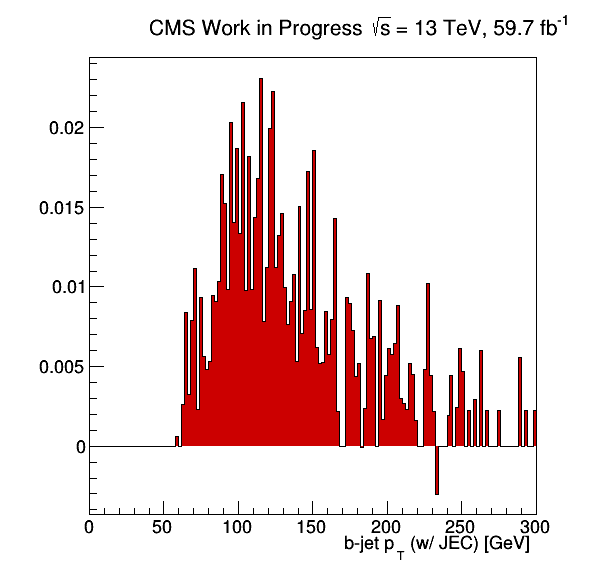 CMS Work in Progress √s = 13 TeV, 59.7 fb⁻¹
0.02
0.015
0.01
0.005
0
0 50 100 150 200 250 300
b-jet p_T (w/ JEC) [GeV]